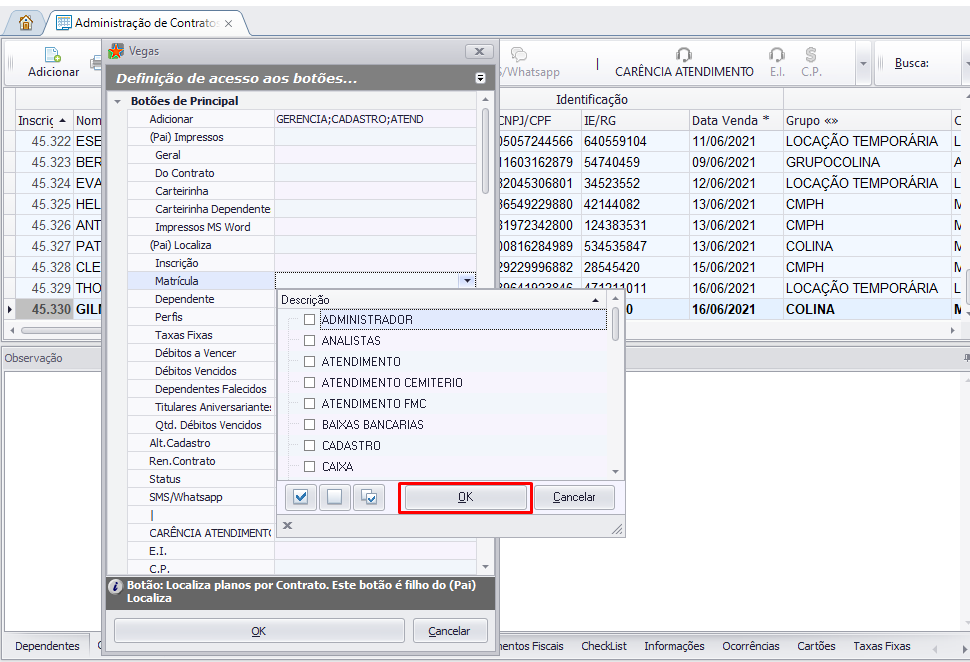 Administração de Contratos
Vegas
Definição de acesso aos botões...
Adicionar
S/Whatsapp
|
CARÊNCIA ATENDIMENTO
E.I.
C.P.
Busca:
Identificação
Inscriç
Nom
CNPJ/CPF
IE/RG
Data Venda *
Grupo «»
45.322 ESE 05057244566 640559104 11/06/2021 LOCAÇÃO TEMPORÁRIA L
45.323 BER 11603162879 54740459 09/06/2021 GRUPOCOLINA A
45.324 EVA 32045306801 34523552 12/06/2021 LOCAÇÃO TEMPORÁRIA L
45.325 HEL 36549229880 42144082 13/06/2021 CMPH M
45.326 ANT 31972342800 124383531 13/06/2021 CMPH M
45.327 PAT 00816284989 534535847 13/06/2021 COLINA M
45.328 CLE 29229996882 28545420 15/06/2021 CMPH M
45.329 THO 39641923846 471211011 16/06/2021 LOCAÇÃO TEMPORÁRIA L
45.330 GIL 0 16/06/2021 COLINA M
Botões de Principal
Adicionar GERENCIA;CADASTRO;ATEND
(Pai) Impressos
Geral
Do Contrato
Carteirinha
Carteirinha Dependente
Impressos MS Word
(Pai) Localiza
Inscrição
Matrícula
Dependente
Perfis
Taxas Fixas
Débitos a Vencer
Débitos Vencidos
Dependentes Falecidos
Titulares Aniversariantes
Qtd. Débitos Vencidos
Alt.Cadastro
Ren.Contrato
Status
SMS/Whatsapp
|
CARÊNCIA ATENDIMENTO
E.I.
C.P.
Descrição
ADMINISTRADOR
ANALISTAS
ATENDIMENTO
ATENDIMENTO CEMITERIO
ATENDIMENTO FMC
BAIXAS BANCARIAS
CADASTRO
CAIXA
OK
Cancelar
Botão: Localiza planos por Contrato. Este botão é filho do (Pai)
Localiza
OK
Cancelar
Observação
Dependentes
mentos Fiscais
CheckList
Informações
Ocorrências
Cartões
Taxas Fixas